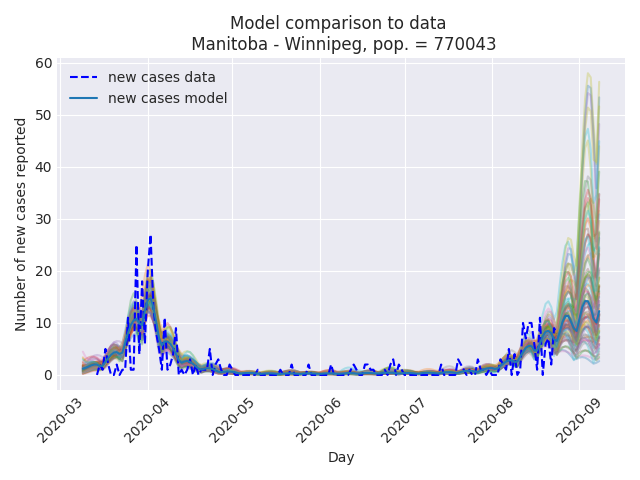 Model comparison to data
Manitoba - Winnipeg, pop. = 770043
new cases data
new cases model
Number of new cases reported
60
50
40
30
20
10
0
2020-03
2020-04
2020-05
2020-06
2020-07
2020-08
2020-09
Day